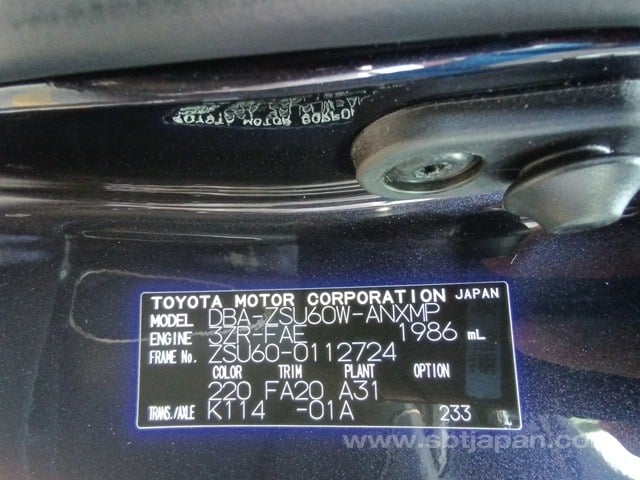 TOYOTA MOTOR CORPORATION JAPAN
MODEL DBA-ZSU60W-ANXMP
ENGINE 3ZR-FAE 1986 mL
FRAME No. ZSU60-0112724
COLOR TRIM PLANT OPTION
220 FA20 A31
TRANS./AXLE K114 -01A 233
L
www.sbtjapan.com